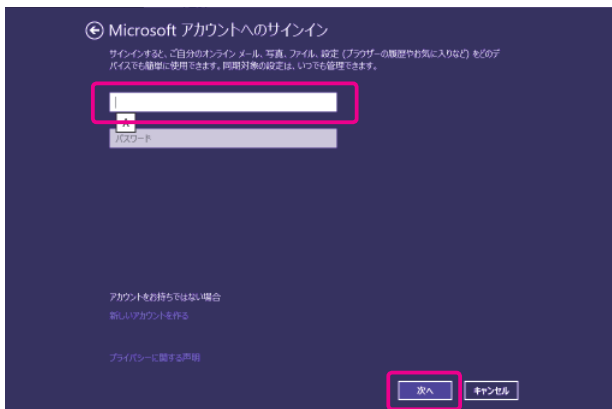 Microsoft アカウントへのサインイン
サインインすると、ご自分のオンライン メール、写真、ファイル、設定 (ブラウザーの履歴やお気に入りなど) をどのデ
バイスでも簡単に使用できます。同期対象の設定は、いつでも管理できます。
A
パスワード
アカウントをお持ちではない場合
新しいアカウントを作る
プライバシーに関する声明
次へ
キャンセル